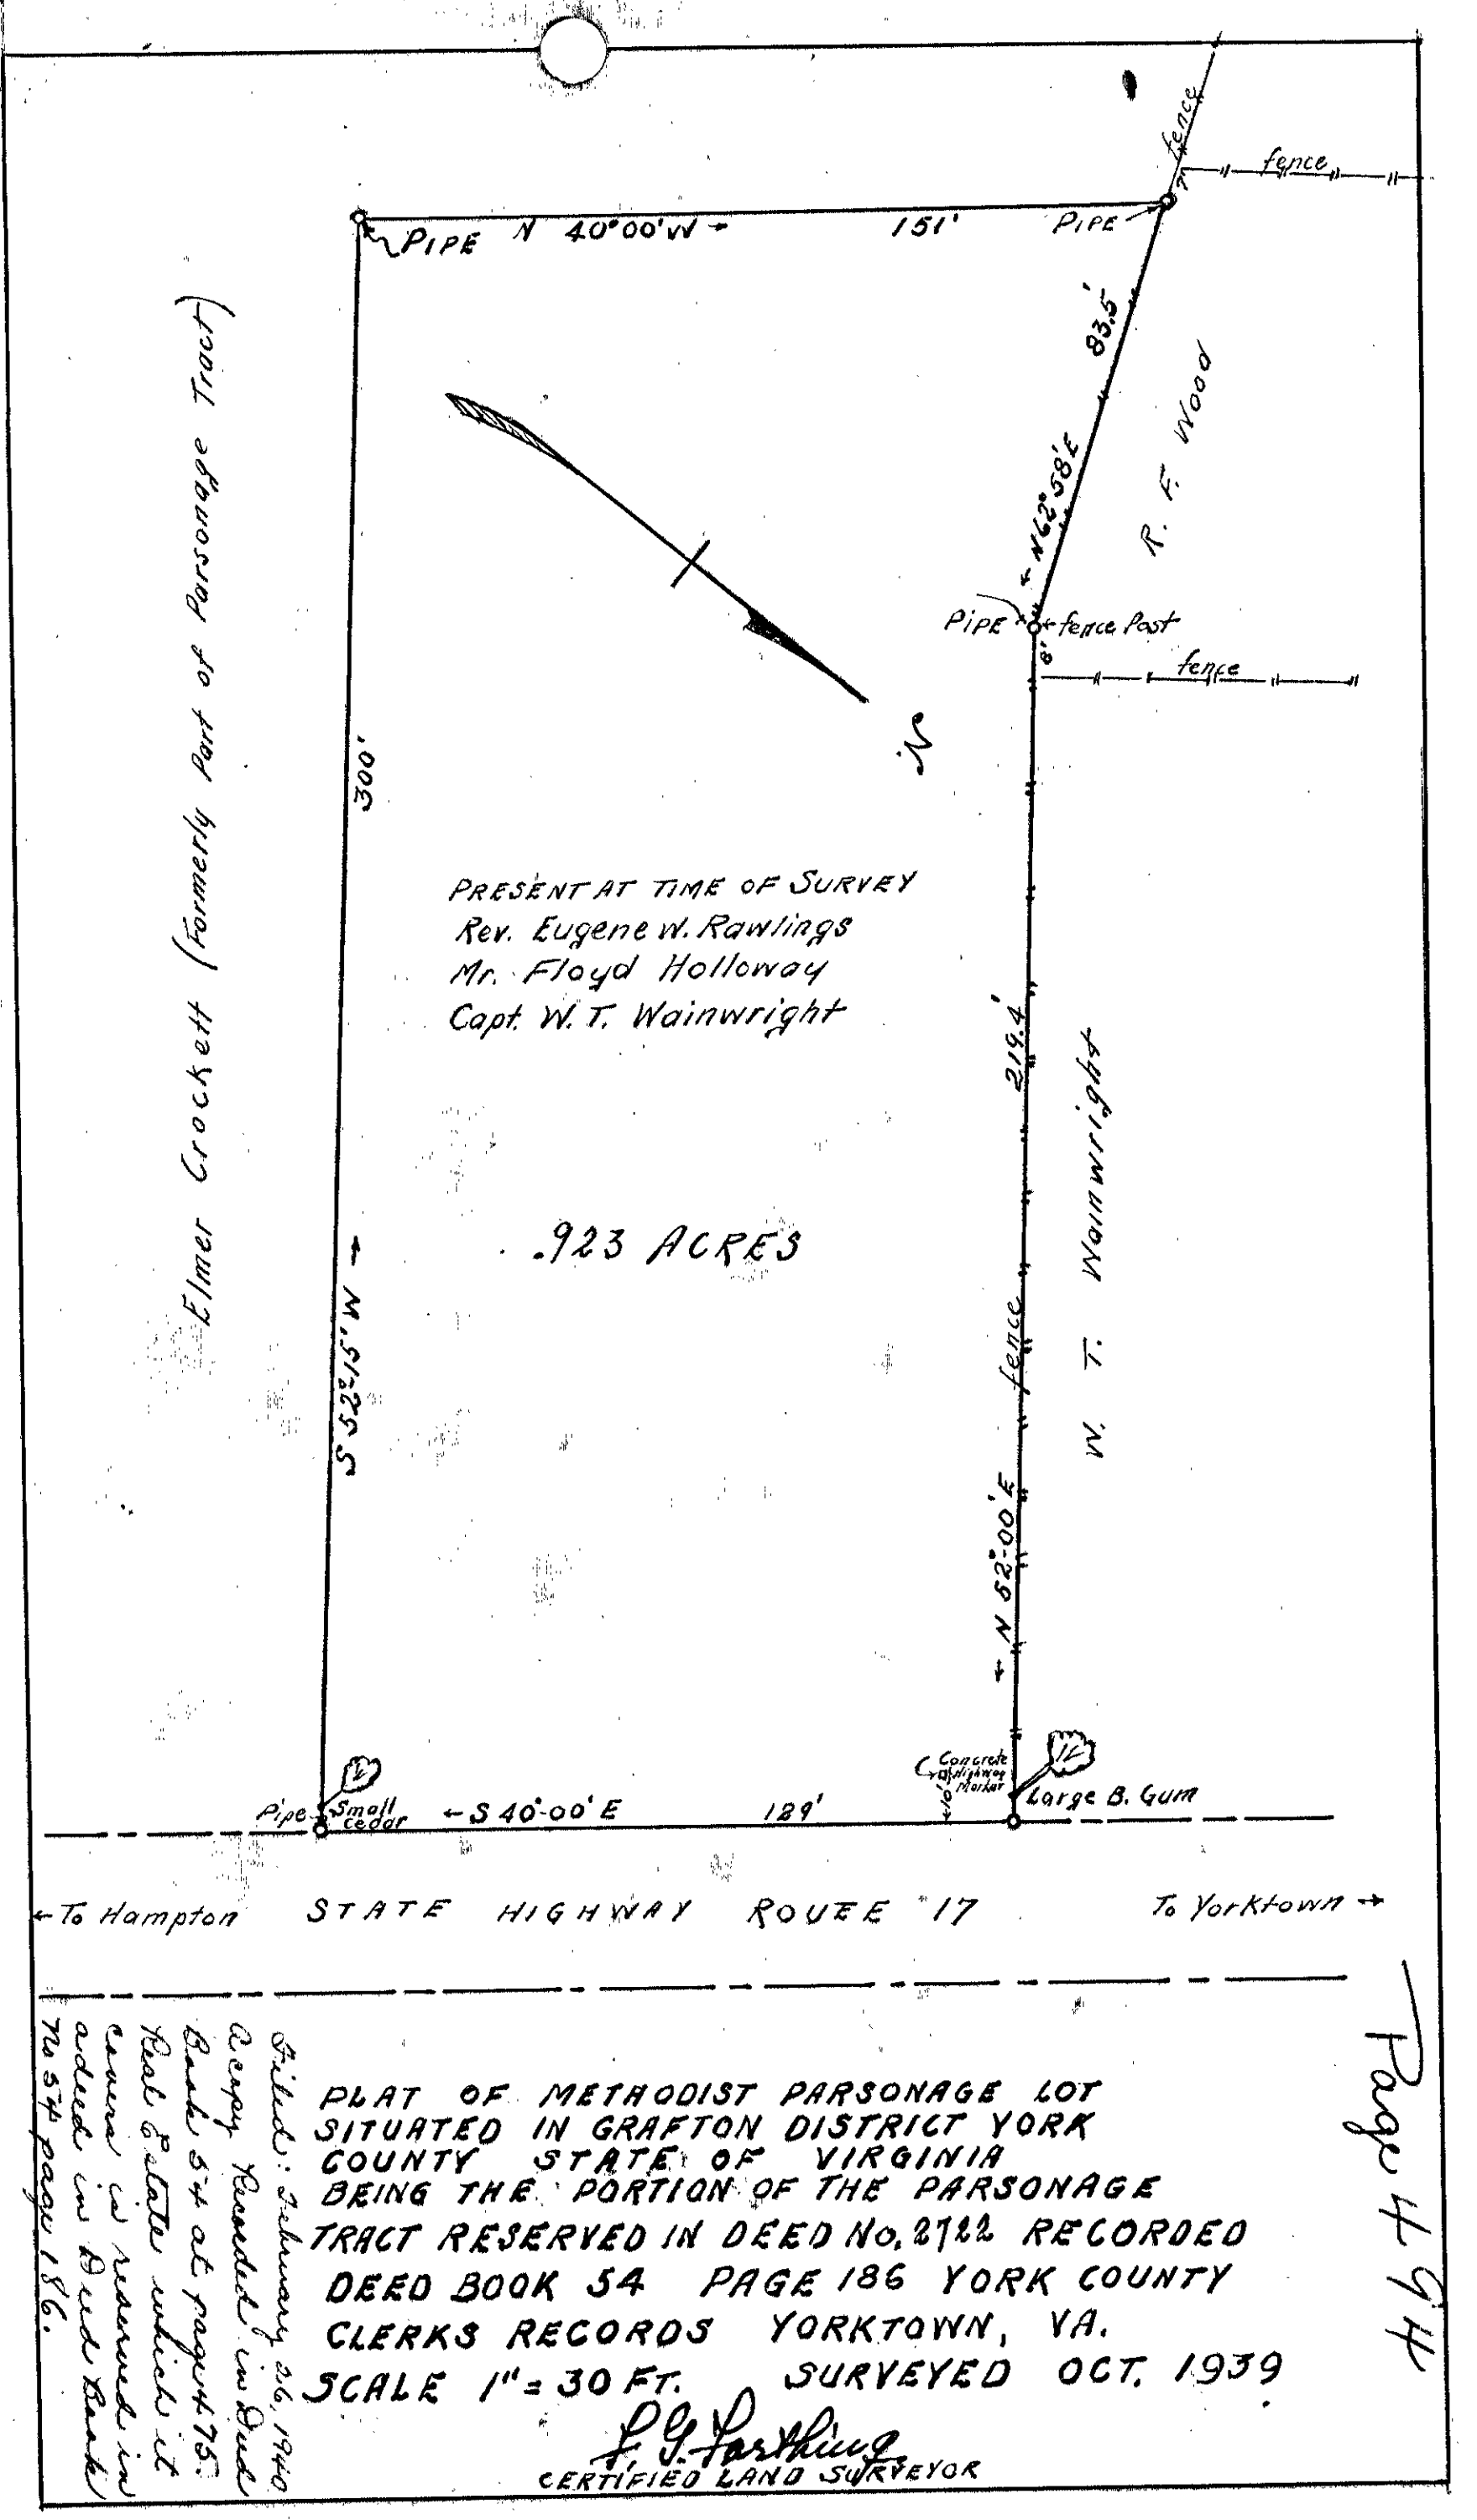 fence
fence
PIPE N 40°00'W → 151' PIPE
83.5'
N 62°58'E
R. F. Wood
PIPE
fence Post
8'
fence
N
Elmer Crockett (Formerly Part of Parsonage Tract)
300'
S 52°-15' W →
PRESENT AT TIME OF SURVEY
Rev. Eugene W. Rawlings
Mr. Floyd Holloway
Capt. W. T. Wainwright
.923 ACRES
219.4'
fence
← N 52°-00'E
W. T. Wainwright
Concrete
Highway
Marker
10'
Large B. Gum
Pipe
Small
cedar
← S 40°-00' E 129'
← To Hampton STATE HIGHWAY ROUTE 17 To Yorktown →
Page 494
Filed: February 26, 1940
A copy Recorded in Deed
Book 54 at page 475.
Real Estate which it
covers is reserved in
a deed in Deed Book
No 54 page 186.
PLAT OF METHODIST PARSONAGE LOT
SITUATED IN GRAFTON DISTRICT YORK
COUNTY STATE OF VIRGINIA
BEING THE PORTION OF THE PARSONAGE
TRACT RESERVED IN DEED No. 2722 RECORDED
DEED BOOK 54 PAGE 186 YORK COUNTY
CLERKS RECORDS YORKTOWN, VA.
SCALE 1"= 30 FT. SURVEYED OCT. 1939
F. G. Farthing
CERTIFIED LAND SURVEYOR